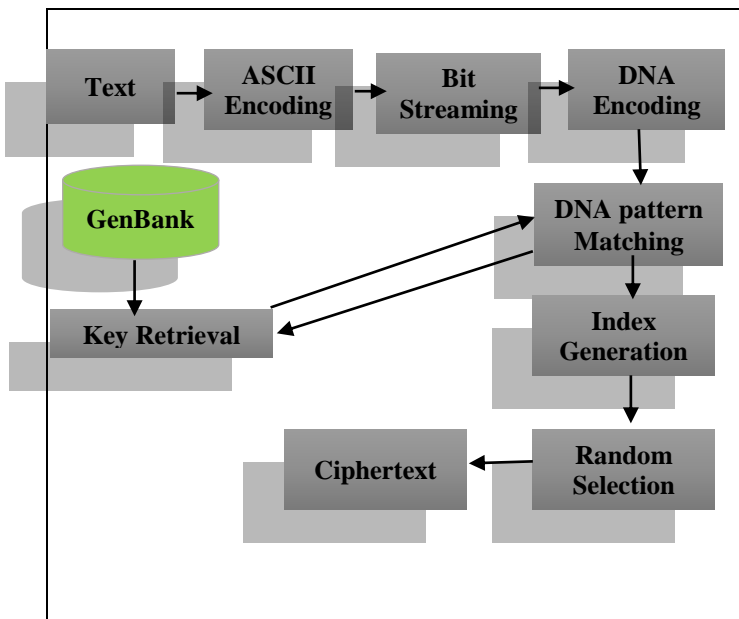 Text
ASCII
Encoding
Bit
Streaming
DNA
Encoding
GenBank
DNA pattern
Matching
Key Retrieval
Index
Generation
Ciphertext
Random
Selection